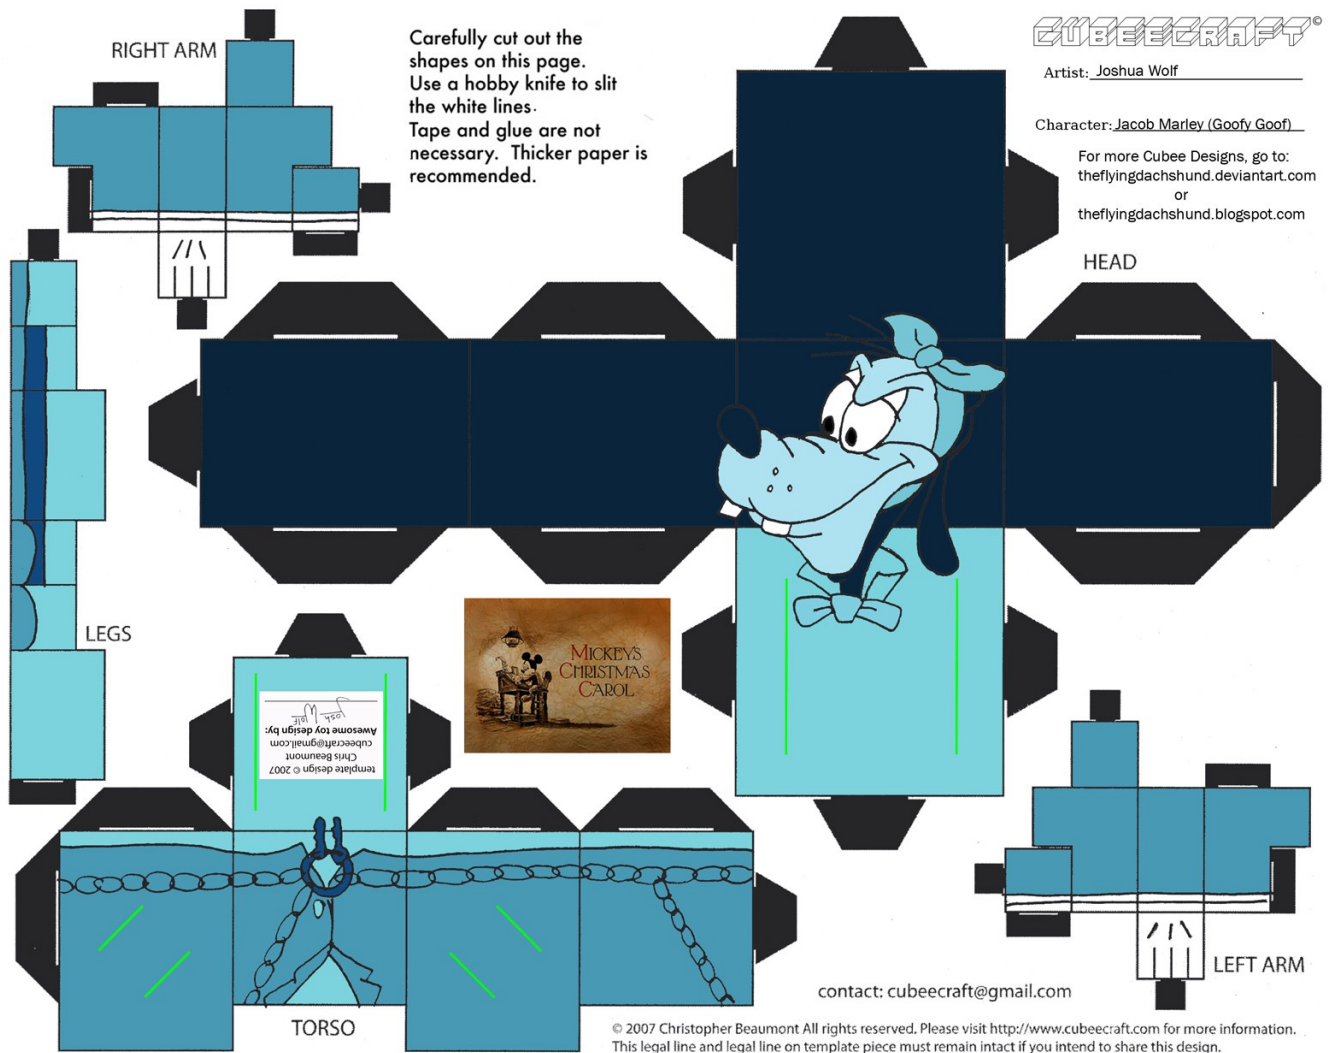 RIGHT ARM
Carefully cut out the
shapes on this page.
Use a hobby knife to slit
the white lines.
Tape and glue are not
necessary. Thicker paper is
recommended.
CUBEECRAFT©
Artist: Joshua Wolf
Character: Jacob Marley (Goofy Goof)
For more Cubee Designs, go to:
theflyingdachshund.deviantart.com
or
theflyingdachshund.blogspot.com
HEAD
LEGS
MICKEY'S
CHRISTMAS
CAROL
template design © 2007
Chris Beaumont
cubeecraft@gmail.com
Awesome toy design by:
Josh Wolf
LEFT ARM
TORSO
contact: cubeecraft@gmail.com
© 2007 Christopher Beaumont All rights reserved. Please visit http://www.cubeecraft.com for more information.
This legal line and legal line on template piece must remain intact if you intend to share this design.